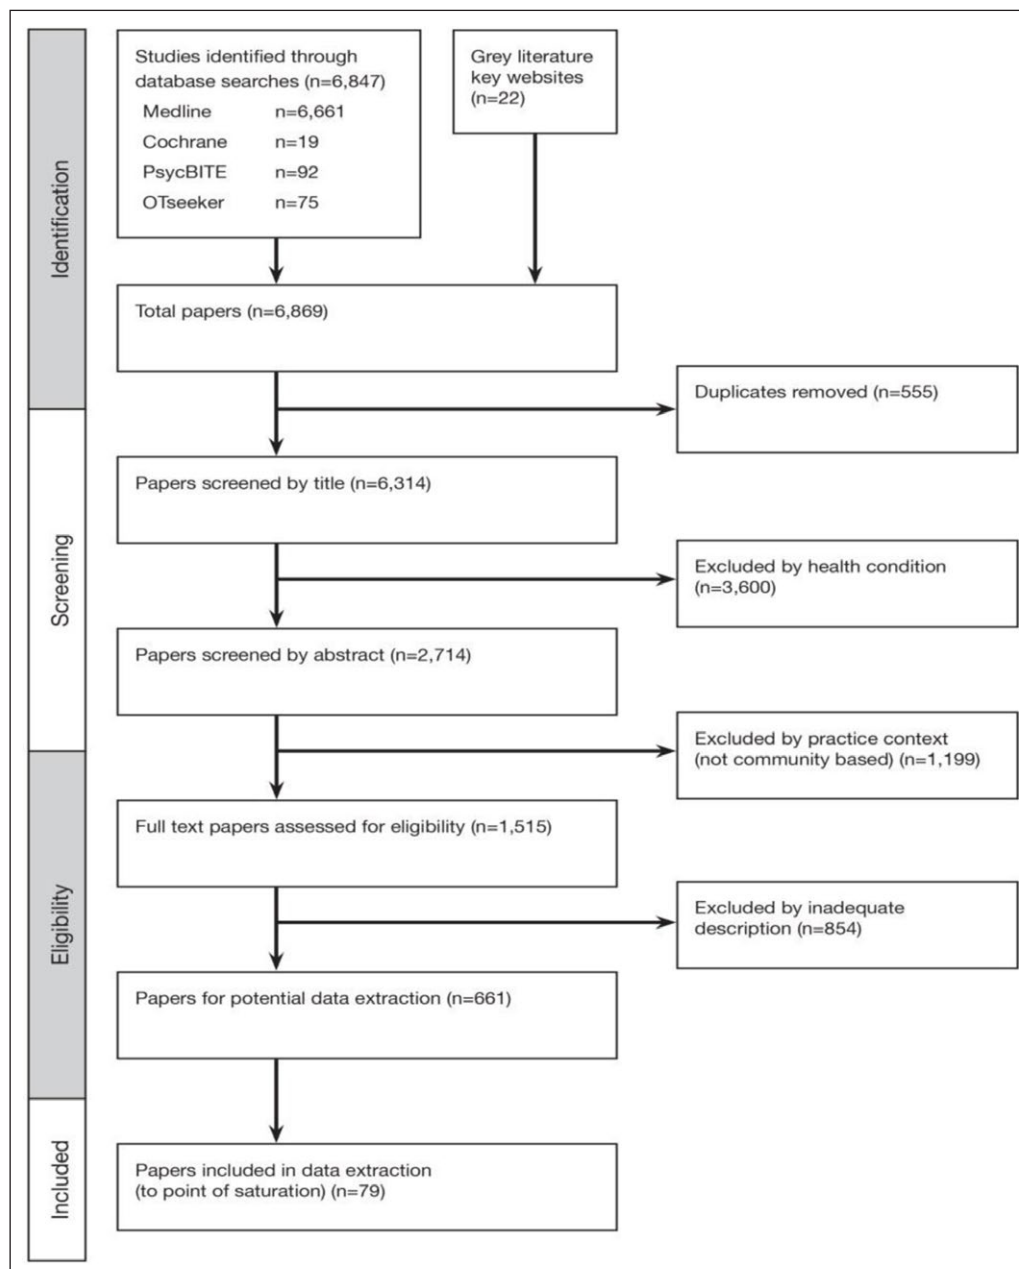 Identification
Studies identified through
database searches (n=6,847)
Medline n=6,661
Cochrane n=19
PsycBITE n=92
OTseeker n=75
Grey literature
key websites
(n=22)
Total papers (n=6,869)
Duplicates removed (n=555)
Screening
Papers screened by title (n=6,314)
Excluded by health condition
(n=3,600)
Papers screened by abstract (n=2,714)
Excluded by practice context
(not community based) (n=1,199)
Eligibility
Full text papers assessed for eligibility (n=1,515)
Excluded by inadequate
description (n=854)
Papers for potential data extraction (n=661)
Included
Papers included in data extraction
(to point of saturation) (n=79)